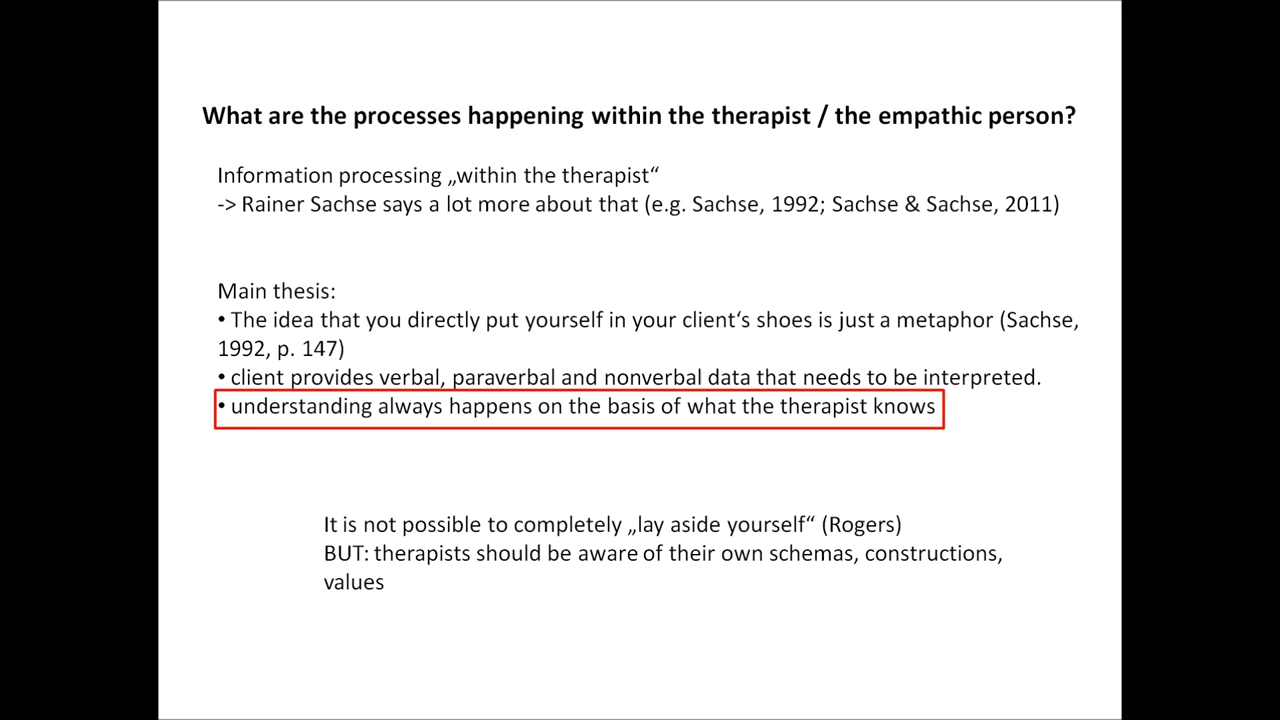 What are the processes happening within the therapist / the empathic person?
Information processing „within the therapist“
-> Rainer Sachse says a lot more about that (e.g. Sachse, 1992; Sachse & Sachse, 2011)
Main thesis:
• The idea that you directly put yourself in your client‘s shoes is just a metaphor (Sachse,
1992, p. 147)
• client provides verbal, paraverbal and nonverbal data that needs to be interpreted.
• understanding always happens on the basis of what the therapist knows
It is not possible to completely „lay aside yourself“ (Rogers)
BUT: therapists should be aware of their own schemas, constructions,
values